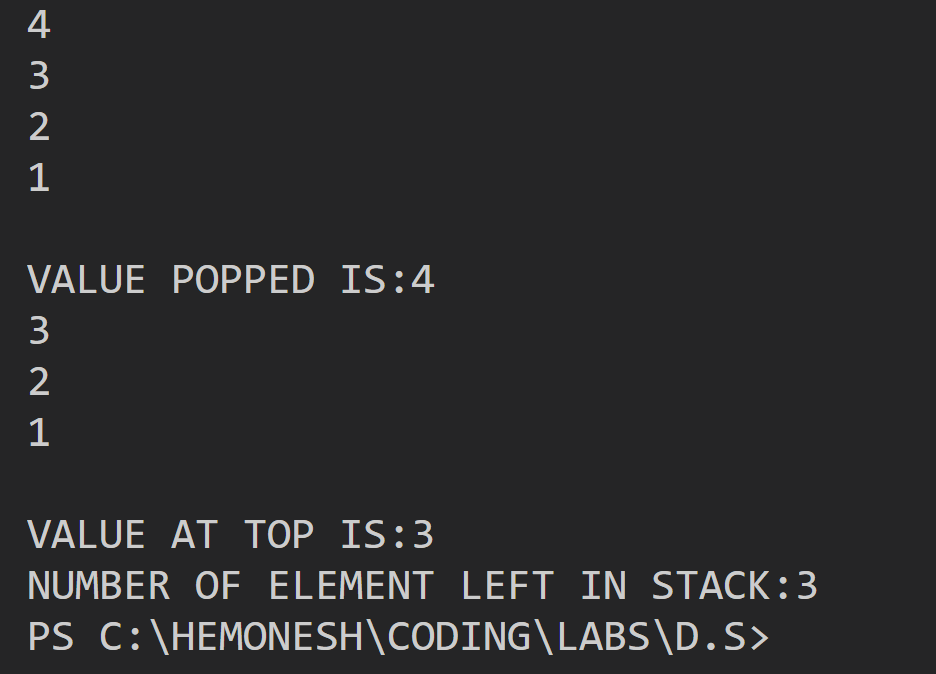 4
3
2
1
VALUE POPPED IS:4
3
2
1
VALUE AT TOP IS:3
NUMBER OF ELEMENT LEFT IN STACK:3
PS C:\HEMONESH\CODING\LABS\D.S>